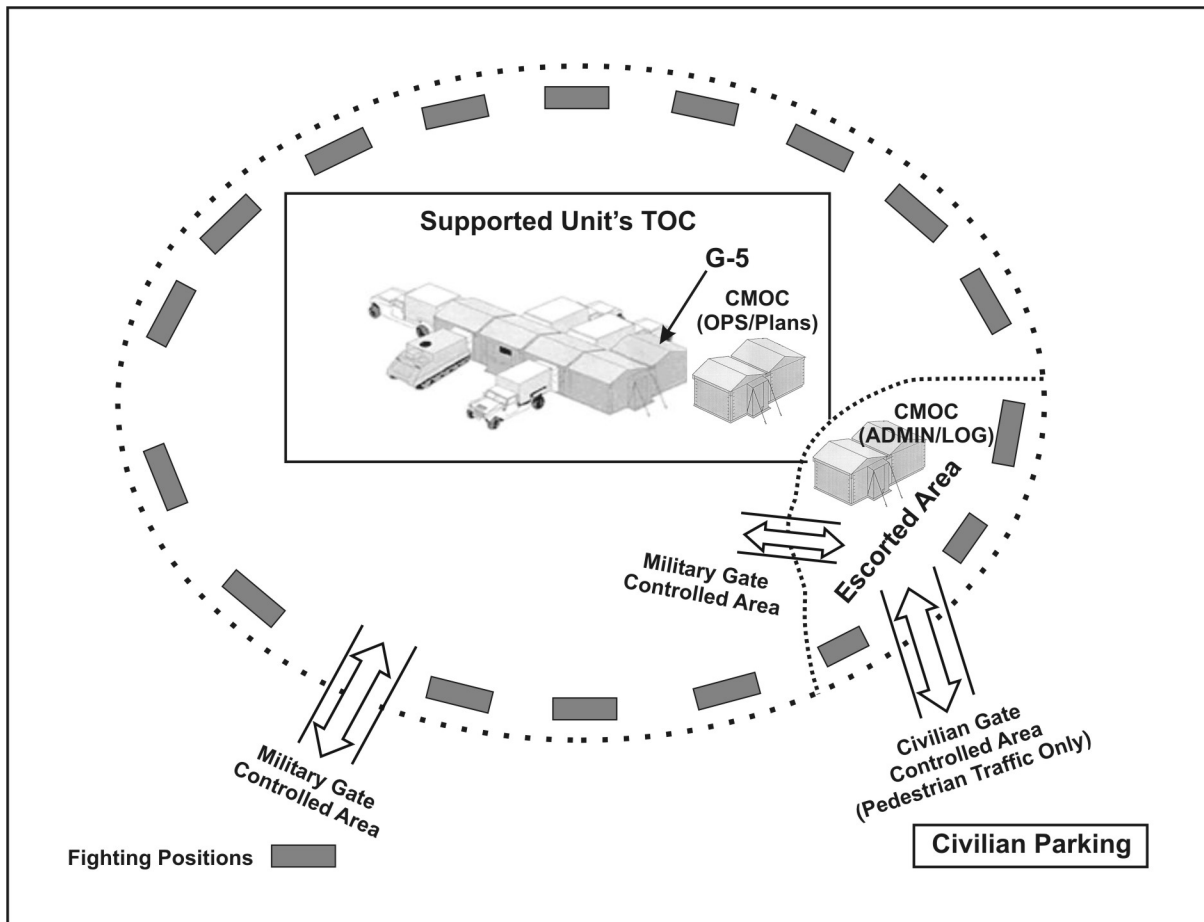 Supported Unit’s TOC
G-5
CMOC
(OPS/Plans)
CMOC
(ADMIN/LOG)
Escorted Area
Military Gate
Controlled Area
Military Gate
Controlled Area
Civilian Gate
Controlled Area
(Pedestrian Traffic Only)
Fighting Positions
Civilian Parking